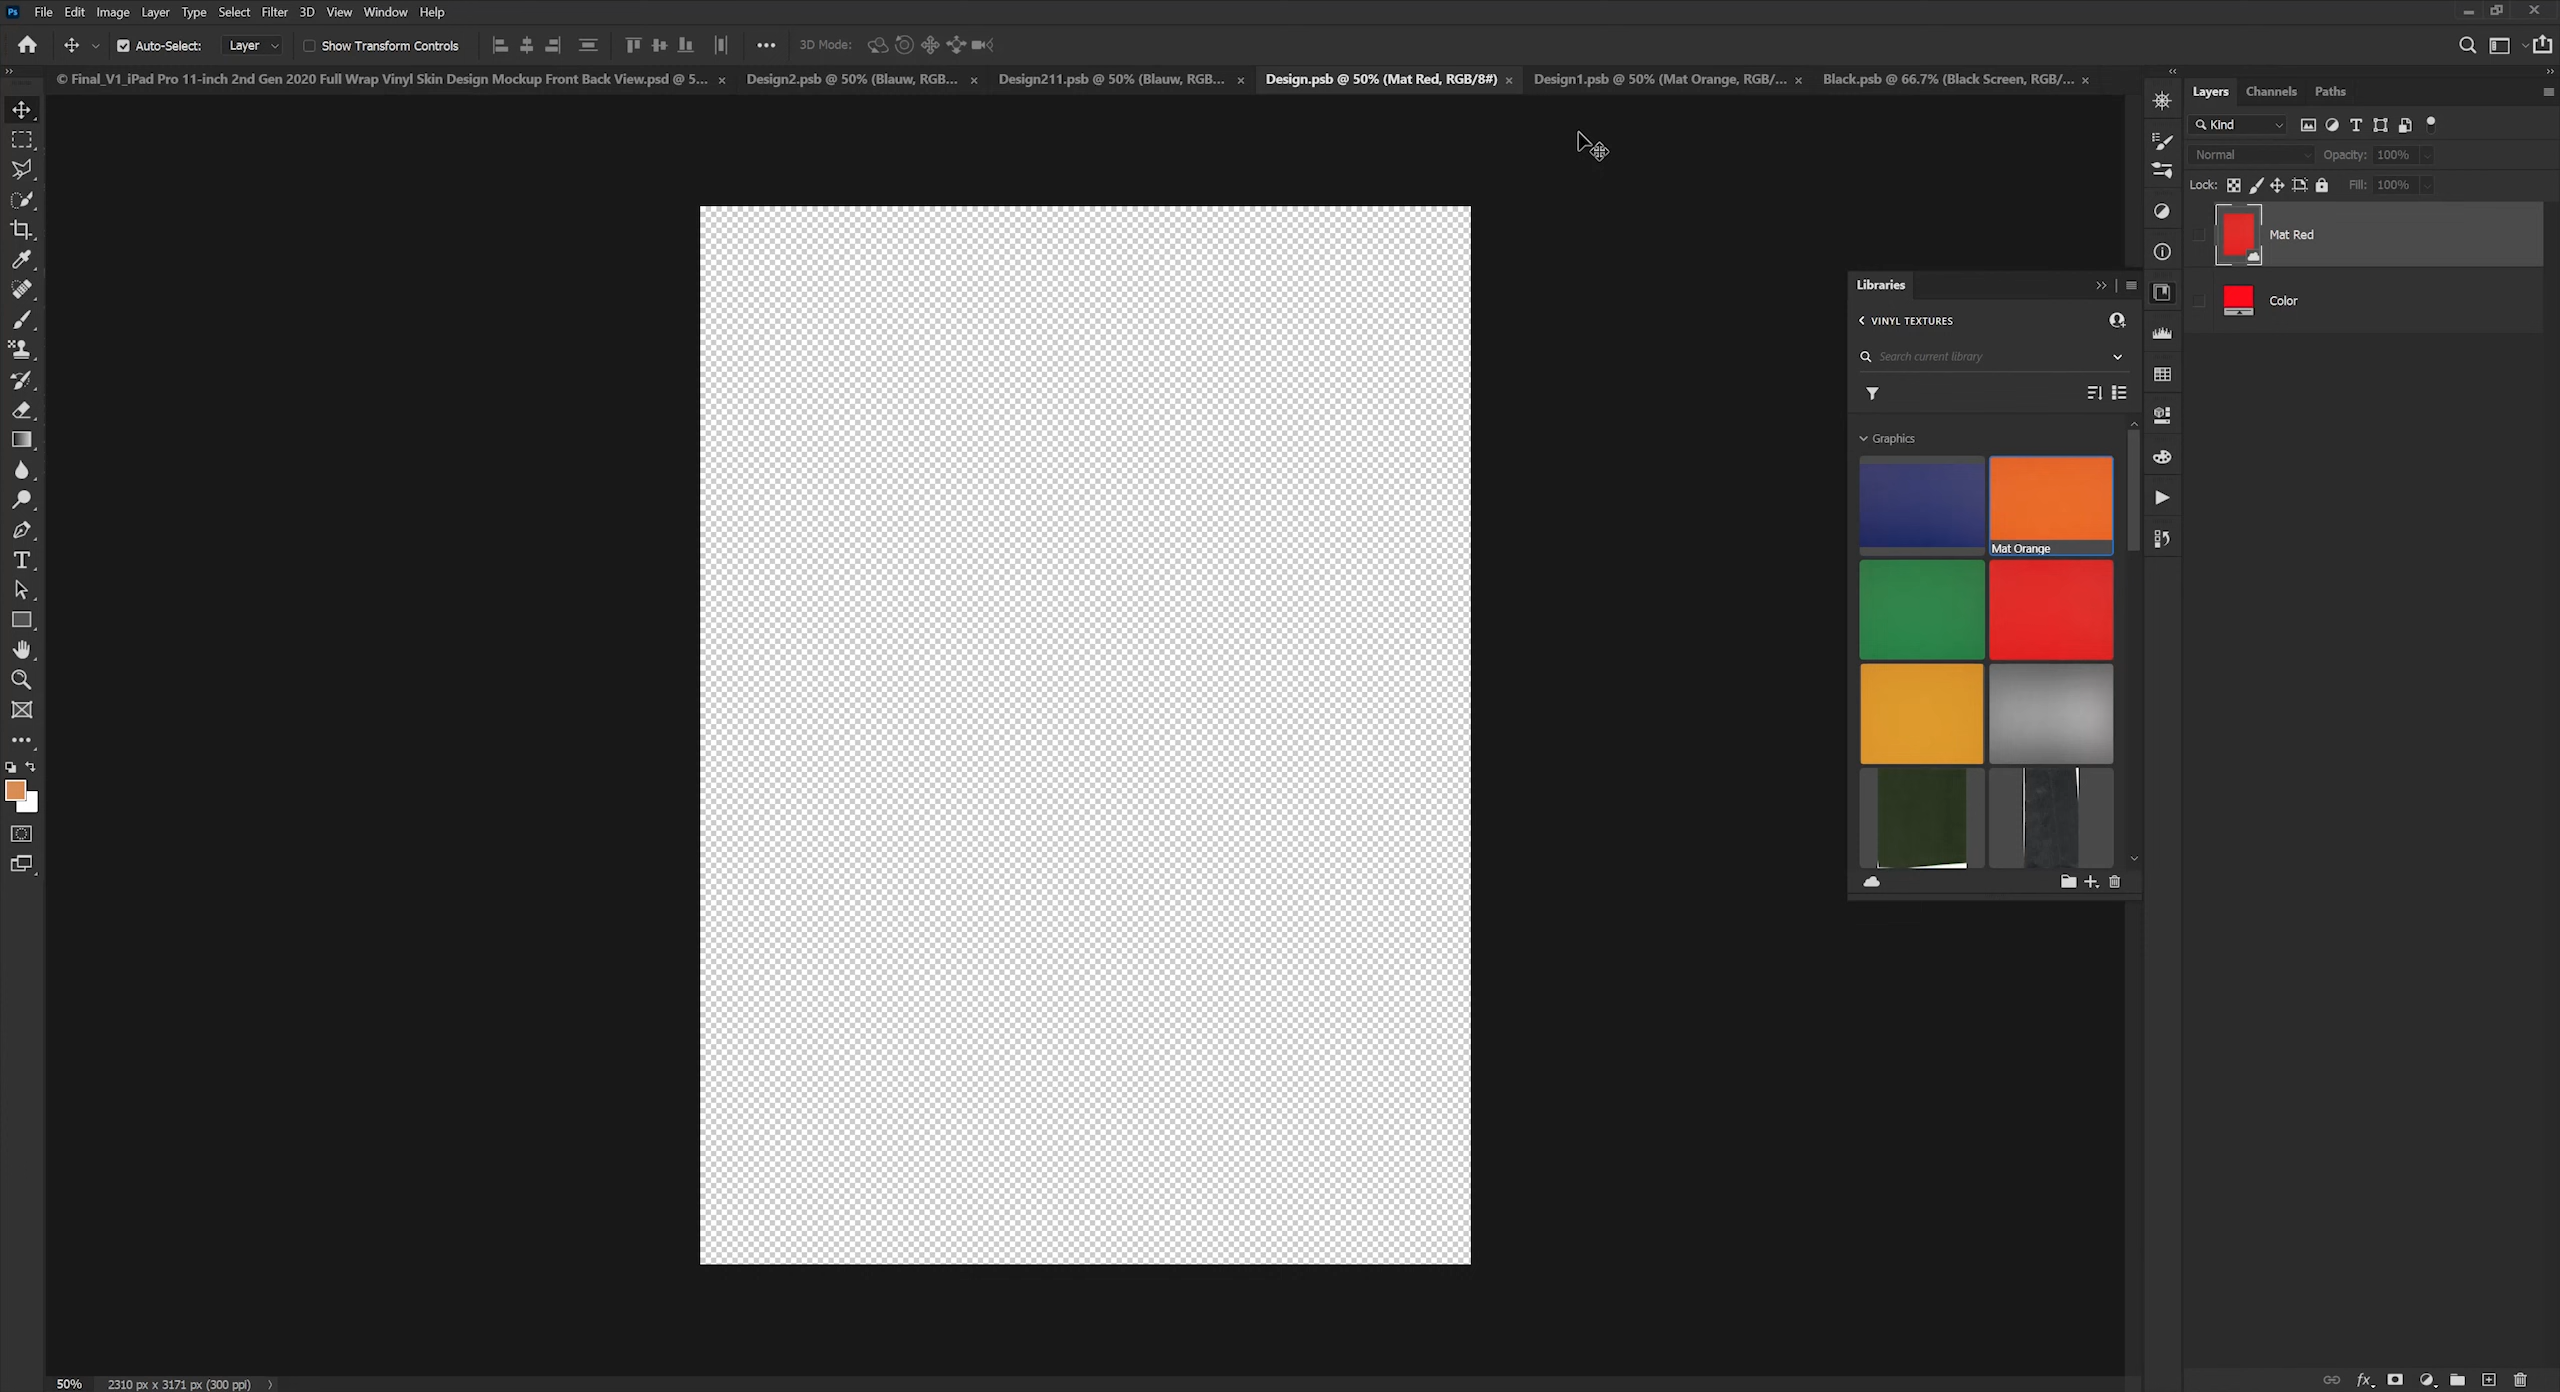 Ps File Edit Image Layer Type Select Filter 3D View Window Help
Auto-Select: Layer Show Transform Controls 3D Mode:
© Final_V1_iPad Pro 11-inch 2nd Gen 2020 Full Wrap Vinyl Skin Design Mockup Front Back View.psd @ 5... × Design2.psb @ 50% (Blauw, RGB... × Design211.psb @ 50% (Blauw, RGB... × Design.psb @ 50% (Mat Red, RGB/8#) × Design1.psb @ 50% (Mat Orange, RGB/... × Black.psb @ 66.7% (Black Screen, RGB/... ×
Layers Channels Paths
Kind
Normal Opacity: 100%
Lock: Fill: 100%
Mat Red
Color
Libraries
VINYL TEXTURES
Search current library
Graphics
Mat Orange
50% 2310 px x 3171 px (300 ppi)
fx